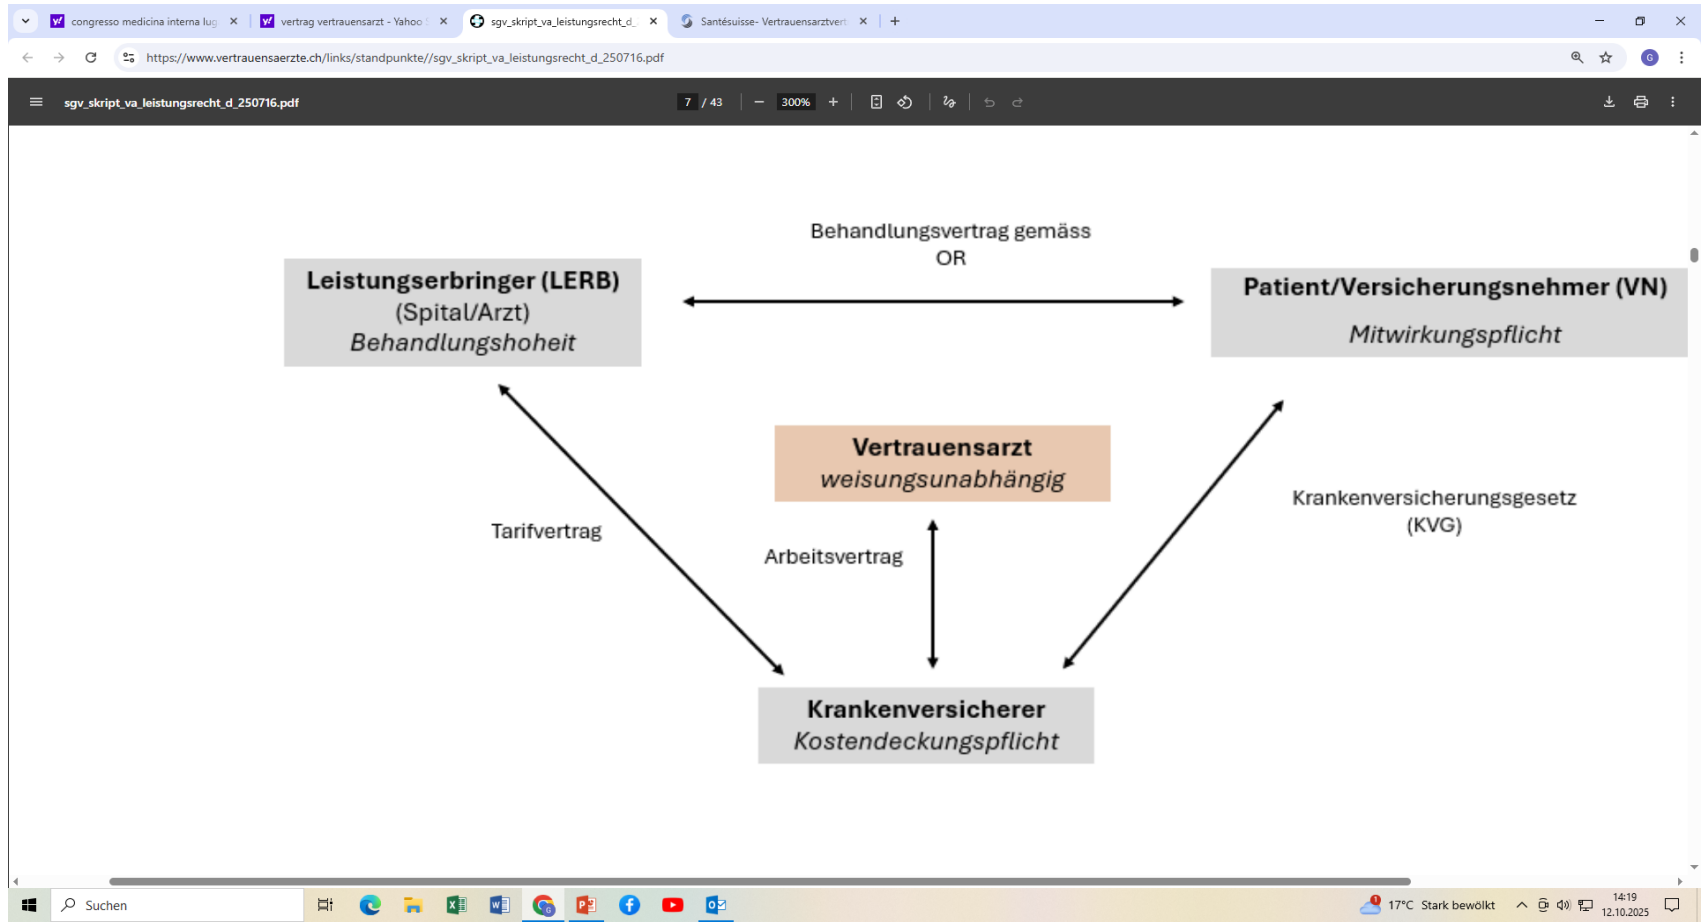 congresso medicina interna lug
vertrag vertrauensarzt - Yahoo S
sgv_skript_va_leistungsrecht_d_
Santésuisse- Vertrauensarztvert
https://www.vertrauensaerzte.ch/links/standpunkte//sgv_skript_va_leistungsrecht_d_250716.pdf
G
sgv_skript_va_leistungsrecht_d_250716.pdf
7 / 43
300%
Behandlungsvertrag gemäss
OR
Leistungserbringer (LERB)
(Spital/Arzt)
Behandlungshoheit
Patient/Versicherungsnehmer (VN)
Mitwirkungspflicht
Vertrauensarzt
weisungsunabhängig
Tarifvertrag
Arbeitsvertrag
Krankenversicherungsgesetz
(KVG)
Krankenversicherer
Kostendeckungspflicht
Suchen
17°C Stark bewölkt
14:19
12.10.2025